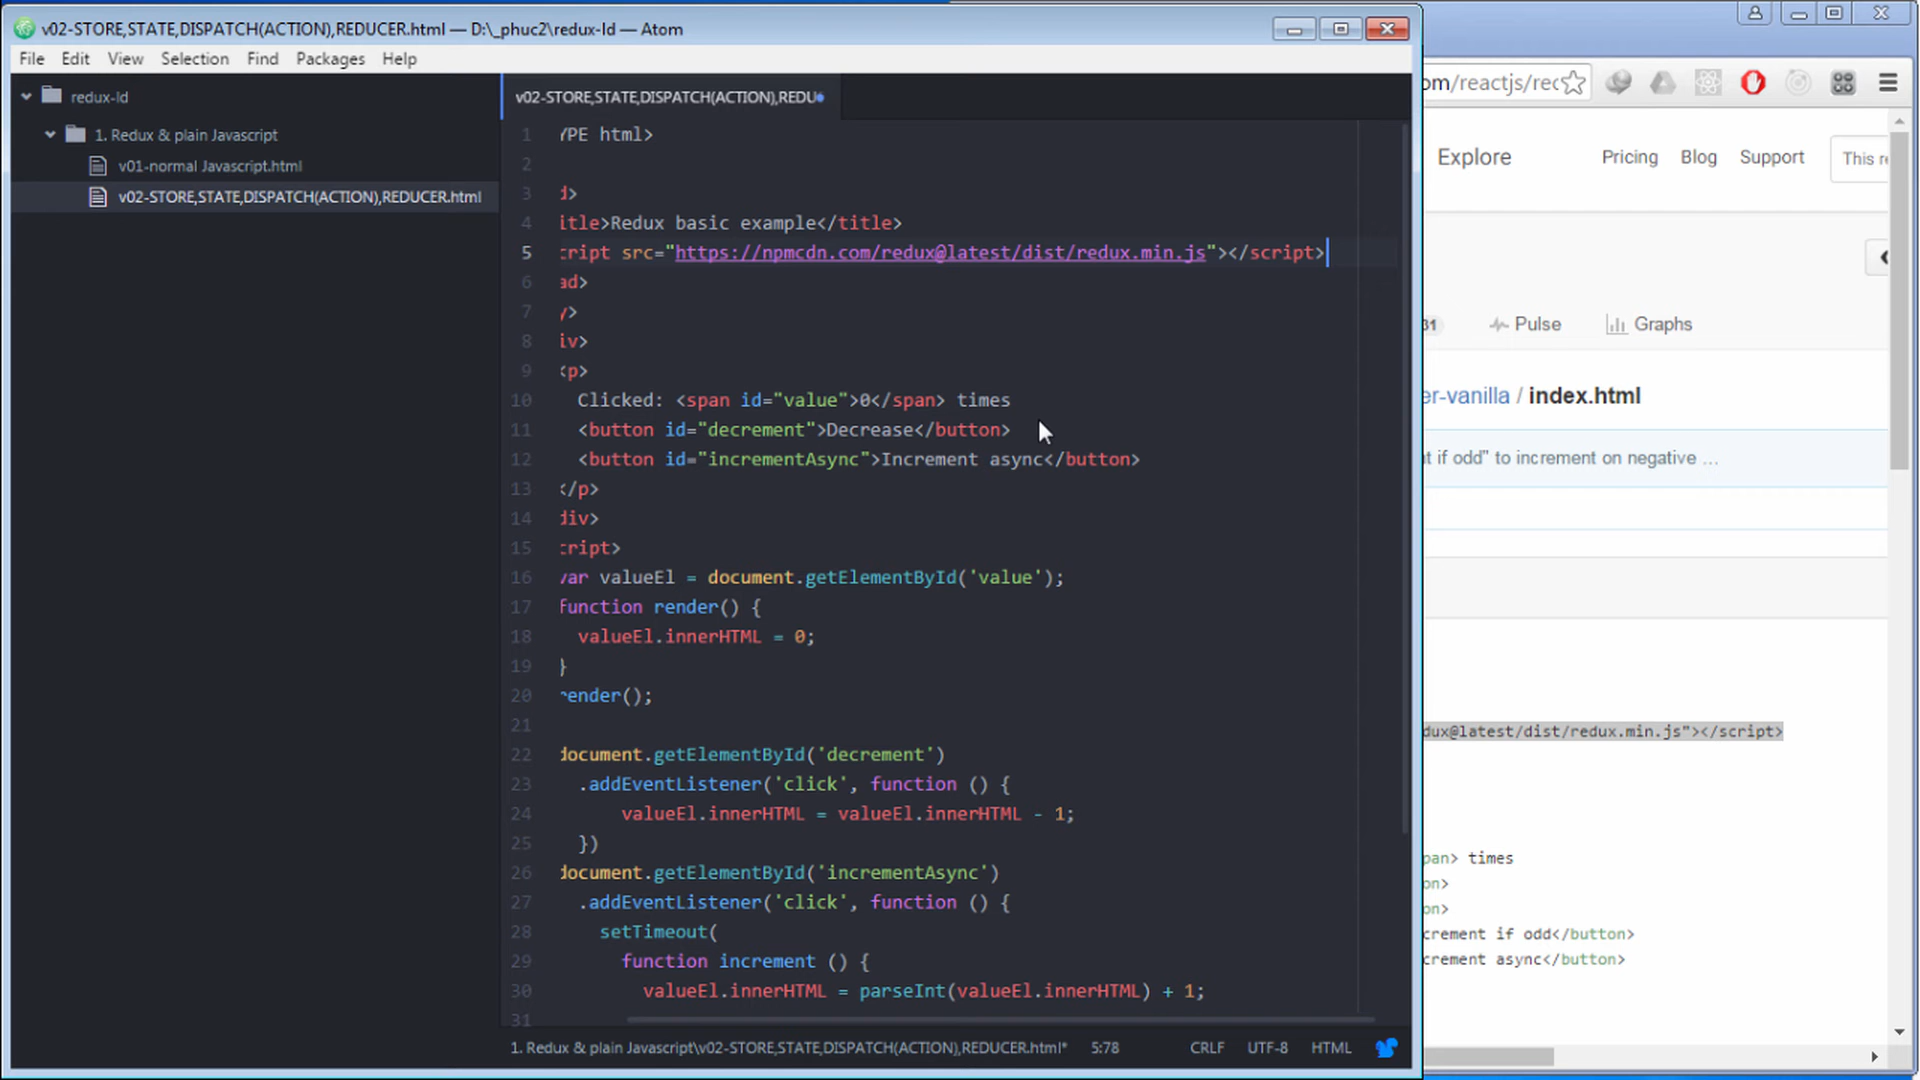 v02-STORE,STATE,DISPATCH(ACTION),REDUCER.html — D:\_phuc2\redux-ld — Atom
File Edit View Selection Find Packages Help
redux-ld
1. Redux & plain Javascript
v01-normal Javascript.html
v02-STORE,STATE,DISPATCH(ACTION),REDUCER.html
v02-STORE,STATE,DISPATCH(ACTION),REDU
1 YPE html>
2
3 d>
4 itle>Redux basic example</title>
5 cript src="https://npmcdn.com/redux@latest/dist/redux.min.js"></script>
6 ad>
7 y>
8 iv>
9 <p>
10 Clicked: <span id="value">0</span> times
11 <button id="decrement">Decrease</button>
12 <button id="incrementAsync">Increment async</button>
13 </p>
14 div>
15 cript>
16 var valueEl = document.getElementById('value');
17 function render() {
18 valueEl.innerHTML = 0;
19 }
20 render();
21
22 document.getElementById('decrement')
23 .addEventListener('click', function () {
24 valueEl.innerHTML = valueEl.innerHTML - 1;
25 })
26 document.getElementById('incrementAsync')
27 .addEventListener('click', function () {
28 setTimeout(
29 function increment () {
30 valueEl.innerHTML = parseInt(valueEl.innerHTML) + 1;
31
1. Redux & plain Javascript\v02-STORE,STATE,DISPATCH(ACTION),REDUCER.html* 5:78 CRLF UTF-8 HTML
om/reactjs/rec
Explore Pricing Blog Support This re
31 Pulse Graphs
er-vanilla / index.html
t if odd" to increment on negative ...
dux@latest/dist/redux.min.js"></script>
pan> times
on>
on>
crement if odd</button>
crement async</button>